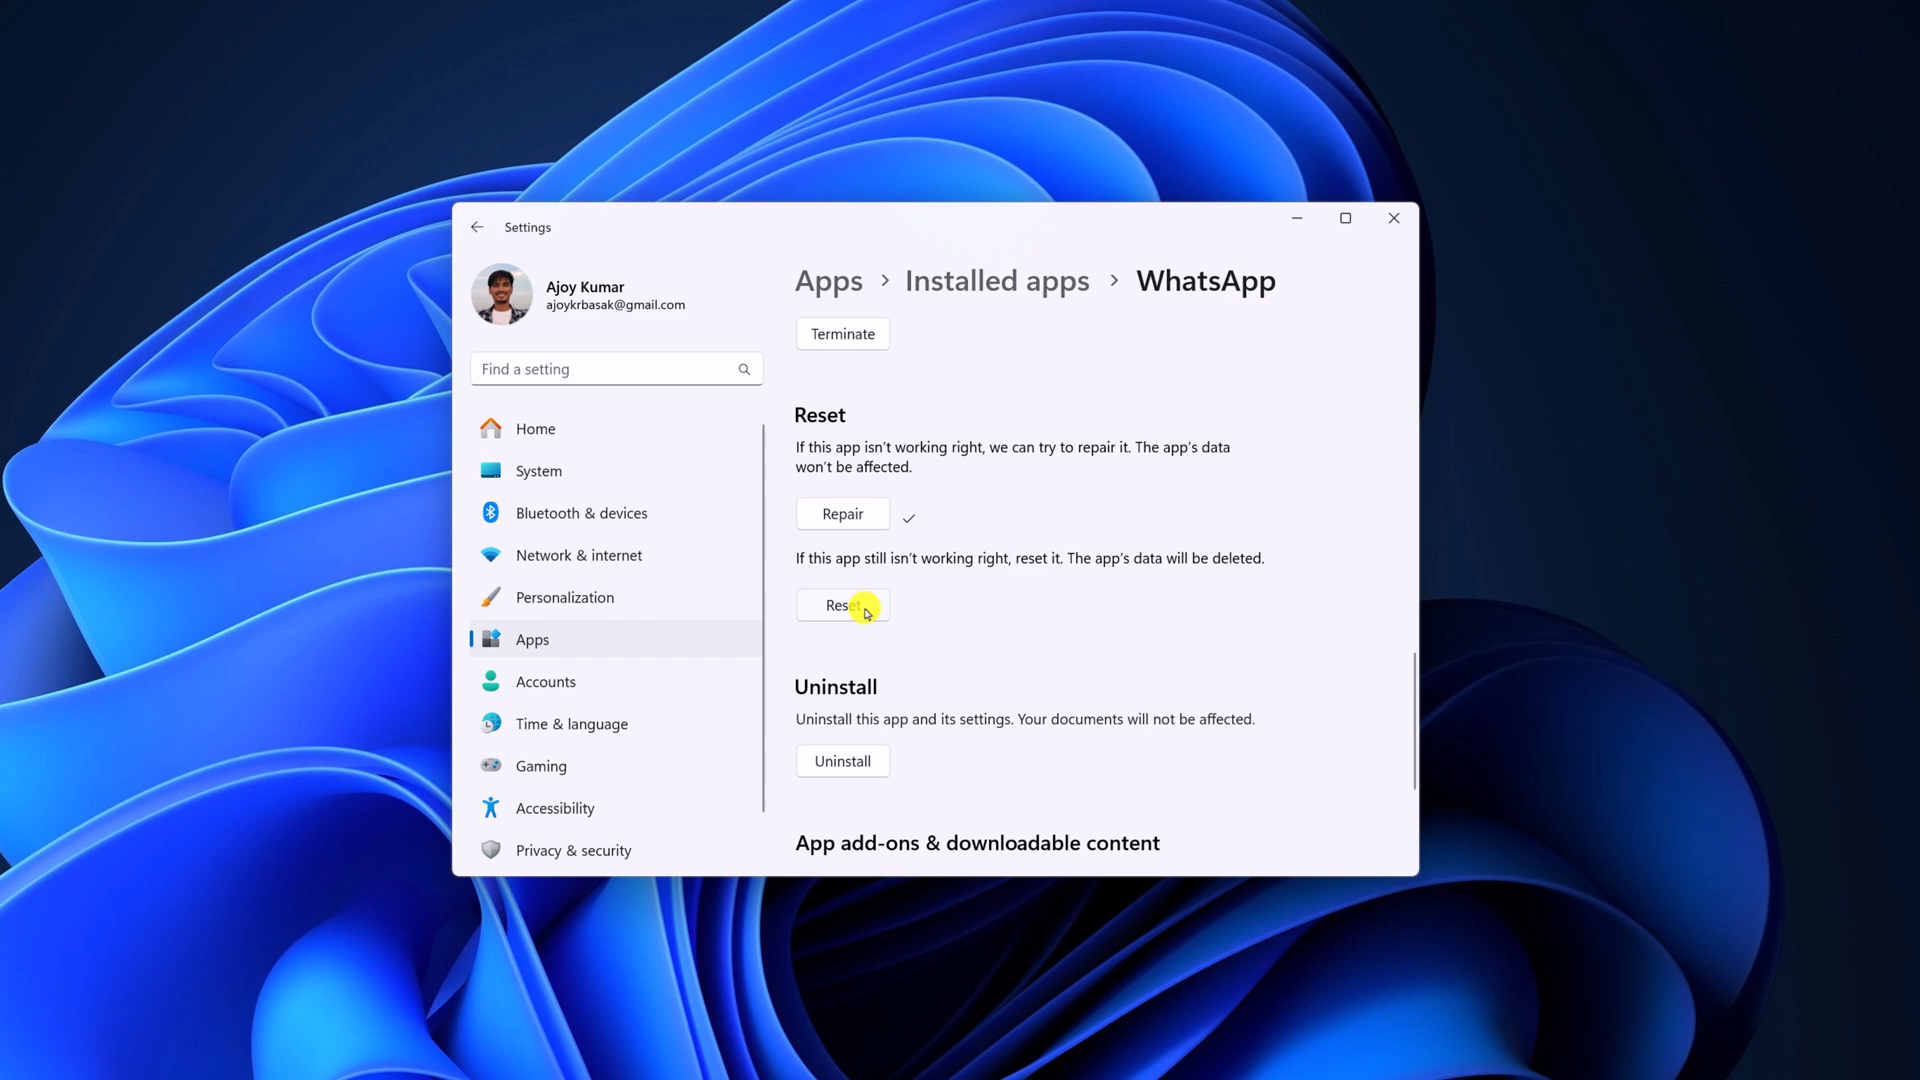 Settings
Ajoy Kumar
ajoykrbasak@gmail.com
Find a setting
Home
System
Bluetooth & devices
Network & internet
Personalization
Apps
Accounts
Time & language
Gaming
Accessibility
Privacy & security
Apps › Installed apps › WhatsApp
Terminate
Reset
If this app isn't working right, we can try to repair it. The app's data
won't be affected.
Repair
If this app still isn't working right, reset it. The app's data will be deleted.
Reset
Uninstall
Uninstall this app and its settings. Your documents will not be affected.
Uninstall
App add-ons & downloadable content